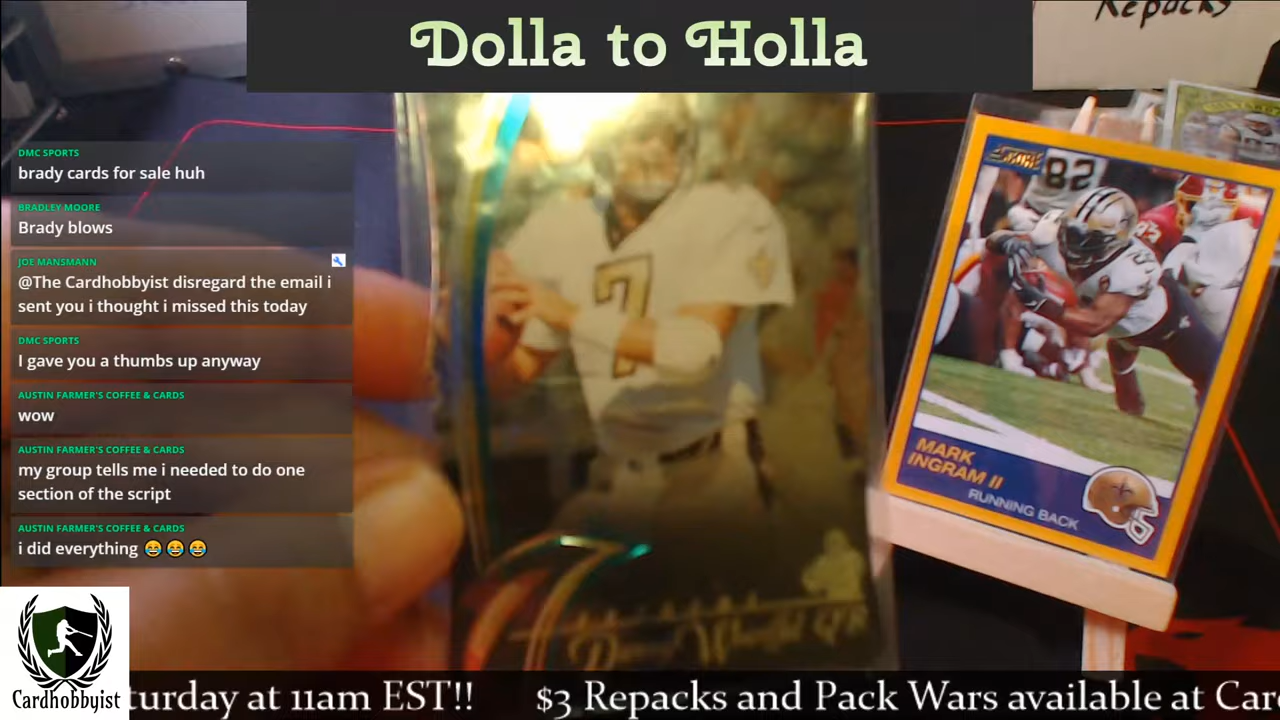 Repacks
Dolla to Holla
DMC SPORTS
brady cards for sale huh
BRADLEY MOORE
Brady blows
JOE MANSMANN
@The Cardhobbyist disregard the email i
sent you i thought i missed this today
DMC SPORTS
I gave you a thumbs up anyway
AUSTIN FARMER'S COFFEE & CARDS
wow
AUSTIN FARMER'S COFFEE & CARDS
my group tells me i needed to do one
section of the script
AUSTIN FARMER'S COFFEE & CARDS
i did everything 😂 😂 😂
7
SCORE
82
93
MARK
INGRAM II
RUNNING BACK
Cardhobbyist
turday at 11am EST!! $3 Repacks and Pack Wars available at Car